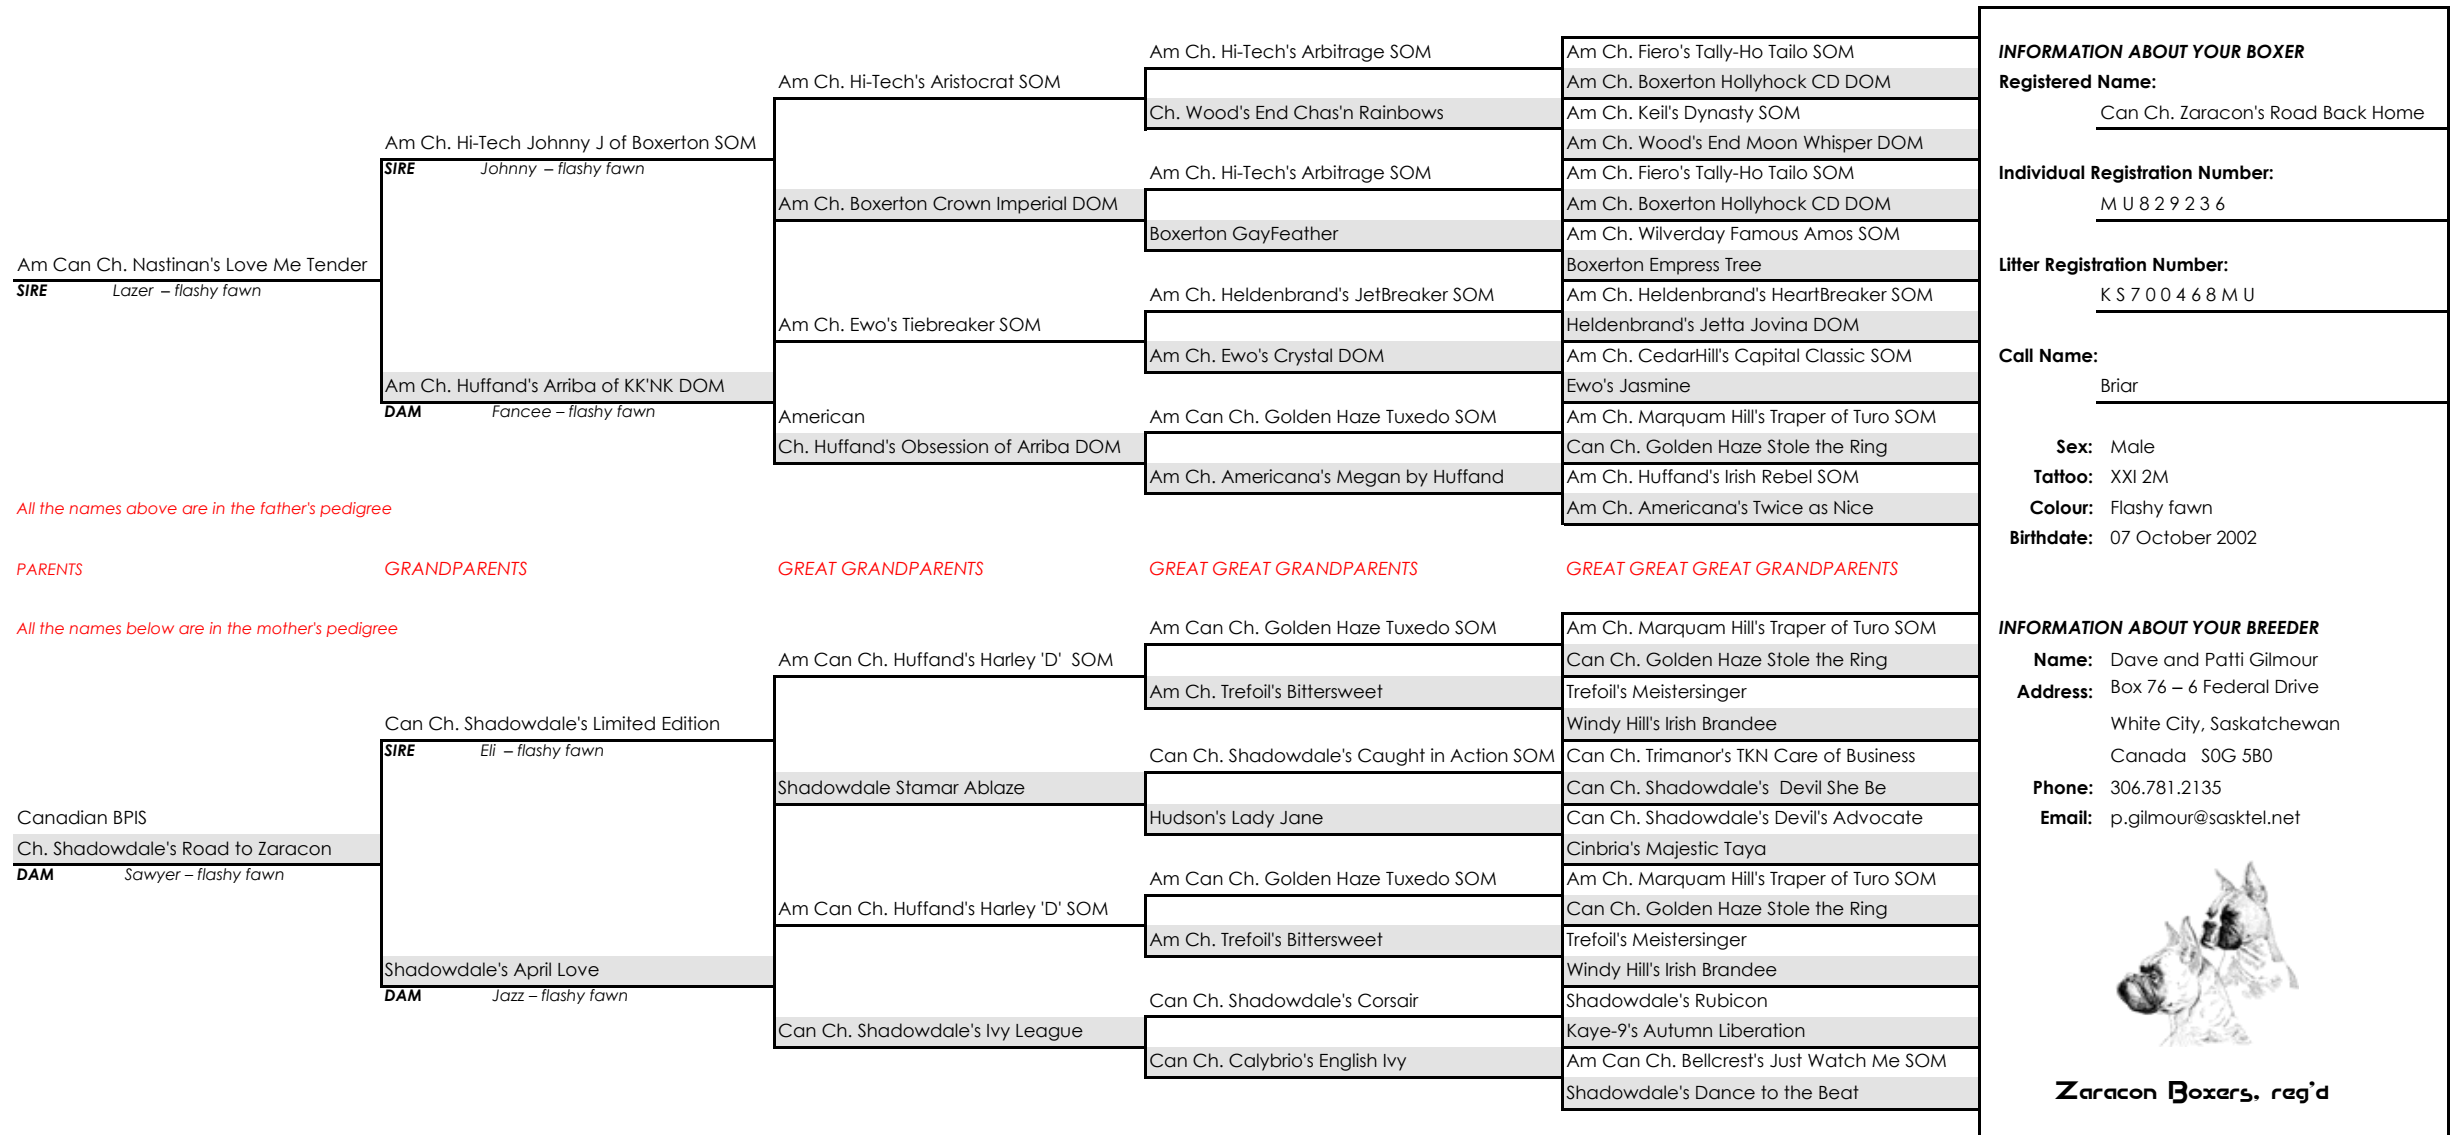 Am Ch. Hi-Tech's Arbitrage SOM
Am Ch. Fiero's Tally-Ho Tailo SOM
INFORMATION ABOUT YOUR BOXER
Am Ch. Hi-Tech's Aristocrat SOM
Am Ch. Boxerton Hollyhock CD DOM
Registered Name:
Ch. Wood's End Chas'n Rainbows
Am Ch. Keil's Dynasty SOM
Can Ch. Zaracon's Road Back Home
Am Ch. Hi-Tech Johnny J of Boxerton SOM
Am Ch. Wood's End Moon Whisper DOM
SIRE Johnny – flashy fawn
Am Ch. Hi-Tech's Arbitrage SOM
Am Ch. Fiero's Tally-Ho Tailo SOM
Individual Registration Number:
Am Ch. Boxerton Crown Imperial DOM
Am Ch. Boxerton Hollyhock CD DOM
M U 8 2 9 2 3 6
Boxerton GayFeather
Am Ch. Wilverday Famous Amos SOM
Am Can Ch. Nastinan's Love Me Tender
Boxerton Empress Tree
Litter Registration Number:
SIRE Lazer – flashy fawn
Am Ch. Heldenbrand's JetBreaker SOM
Am Ch. Heldenbrand's HeartBreaker SOM
K S 7 0 0 4 6 8 M U
Am Ch. Ewo's Tiebreaker SOM
Heldenbrand's Jetta Jovina DOM
Am Ch. Ewo's Crystal DOM
Am Ch. CedarHill's Capital Classic SOM
Call Name:
Am Ch. Huffand's Arriba of KK'NK DOM
Ewo's Jasmine
Briar
DAM Fancee – flashy fawn
American
Am Can Ch. Golden Haze Tuxedo SOM
Am Ch. Marquam Hill's Traper of Turo SOM
Ch. Huffand's Obsession of Arriba DOM
Can Ch. Golden Haze Stole the Ring
Sex: Male
Am Ch. Americana's Megan by Huffand
Am Ch. Huffand's Irish Rebel SOM
Tattoo: XXI 2M
All the names above are in the father's pedigree
Am Ch. Americana's Twice as Nice
Colour: Flashy fawn
Birthdate: 07 October 2002
PARENTS
GRANDPARENTS
GREAT GRANDPARENTS
GREAT GREAT GRANDPARENTS
GREAT GREAT GREAT GRANDPARENTS
All the names below are in the mother's pedigree
Am Can Ch. Golden Haze Tuxedo SOM
Am Ch. Marquam Hill's Traper of Turo SOM
INFORMATION ABOUT YOUR BREEDER
Am Can Ch. Huffand's Harley 'D' SOM
Can Ch. Golden Haze Stole the Ring
Name: Dave and Patti Gilmour
Am Ch. Trefoil's Bittersweet
Trefoil's Meistersinger
Address: Box 76 – 6 Federal Drive
Can Ch. Shadowdale's Limited Edition
Windy Hill's Irish Brandee
White City, Saskatchewan
SIRE Eli – flashy fawn
Can Ch. Shadowdale's Caught in Action SOM
Can Ch. Trimanor's TKN Care of Business
Canada S0G 5B0
Shadowdale Stamar Ablaze
Can Ch. Shadowdale's Devil She Be
Phone: 306.781.2135
Canadian BPIS
Hudson's Lady Jane
Can Ch. Shadowdale's Devil's Advocate
Email: p.gilmour@sasktel.net
Ch. Shadowdale's Road to Zaracon
Cinbria's Majestic Taya
DAM Sawyer – flashy fawn
Am Can Ch. Golden Haze Tuxedo SOM
Am Ch. Marquam Hill's Traper of Turo SOM
Am Can Ch. Huffand's Harley 'D' SOM
Can Ch. Golden Haze Stole the Ring
Am Ch. Trefoil's Bittersweet
Trefoil's Meistersinger
Shadowdale's April Love
Windy Hill's Irish Brandee
DAM Jazz – flashy fawn
Can Ch. Shadowdale's Corsair
Shadowdale's Rubicon
Can Ch. Shadowdale's Ivy League
Kaye-9's Autumn Liberation
Can Ch. Calybrio's English Ivy
Am Can Ch. Bellcrest's Just Watch Me SOM
Shadowdale's Dance to the Beat
Zaracon Boxers, reg'd